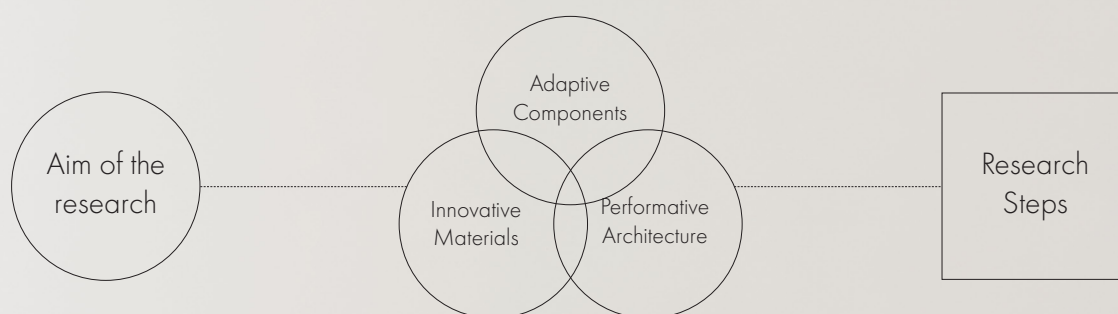 Aim of the
research
Adaptive
Components
Innovative
Materials
Performative
Architecture
Research
Steps